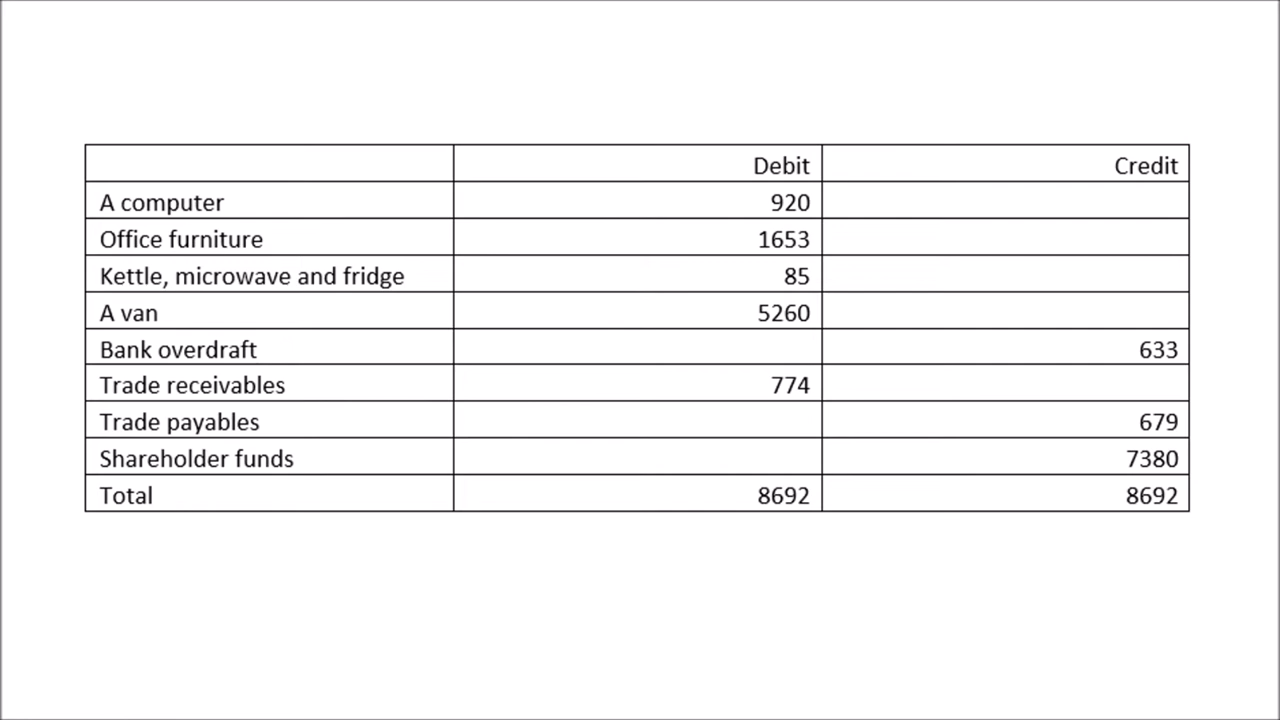 Debit Credit
A computer 920
Office furniture 1653
Kettle, microwave and fridge 85
A van 5260
Bank overdraft 633
Trade receivables 774
Trade payables 679
Shareholder funds 7380
Total 8692 8692